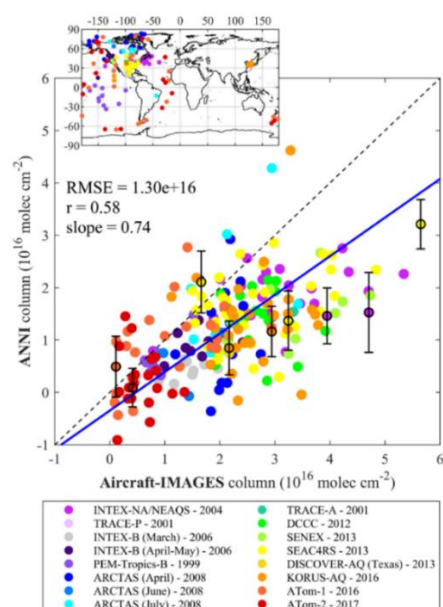 -150 -100 -50 0 50 100 150
90
60
30
0
-30
-60
-90
6
5
4
3
2
1
0
-1
RMSE = 1.30e+16
r = 0.58
slope = 0.74
ANNI column (10^16 molec cm-2)
-1 0 1 2 3 4 5 6
Aircraft-IMAGES column (10^16 molec cm-2)
INTEX-NA/NEAQS - 2004
TRACE-P - 2001
INTEX-B (March) - 2006
INTEX-B (April-May) - 2006
PEM-Tropics-B - 1999
ARCTAS (April) - 2008
ARCTAS (June) - 2008
ARCTAS (July) - 2008
TRACE-A - 2001
DCCC - 2012
SENEX - 2013
SEAC4RS - 2013
DISCOVER-AQ (Texas) - 2013
KORUS-AQ - 2016
ATom-1 - 2016
ATom-2 - 2017